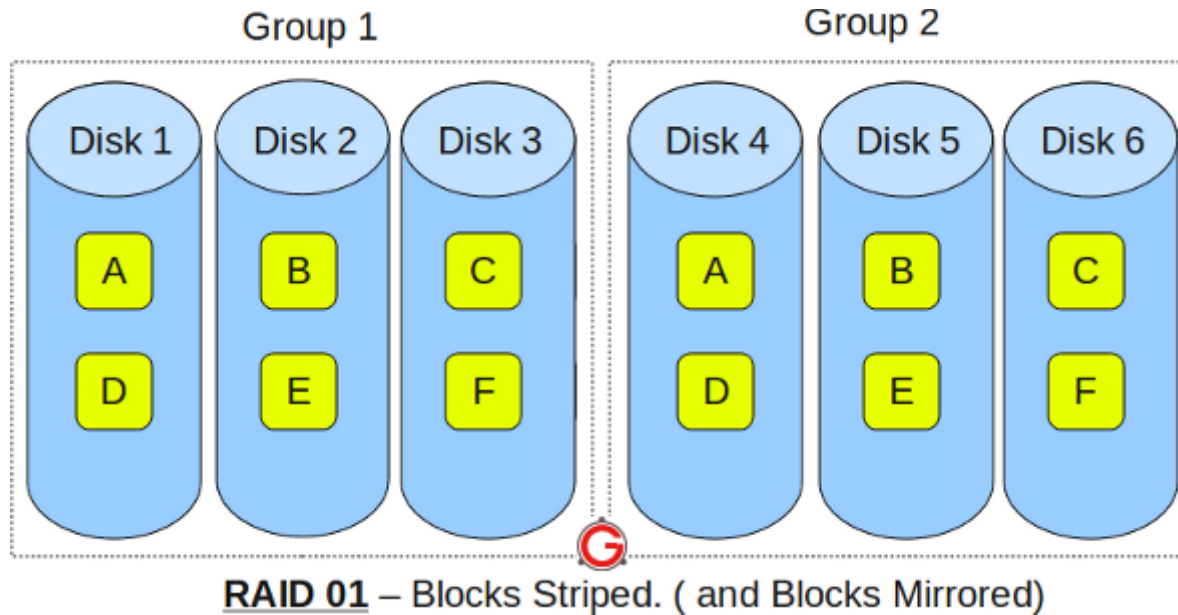 Group 1 Group 2
Disk 1 Disk 2 Disk 3 Disk 4 Disk 5 Disk 6
A B C A B C
D E F D E F
G
RAID 01 – Blocks Striped. ( and Blocks Mirrored)